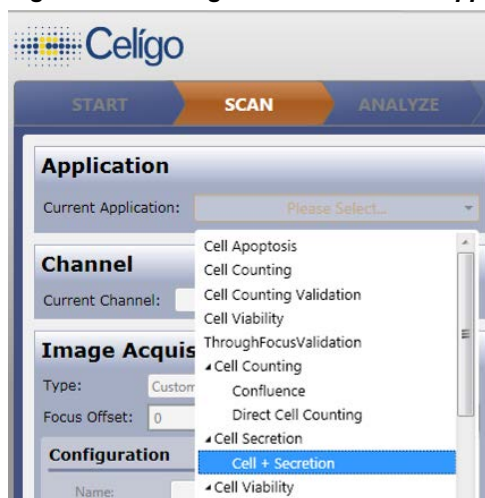 Celígo
START SCAN ANALYZE
Application
Current Application: Please Select...
Cell Apoptosis
Channel
Cell Counting
Current Channel:
Cell Counting Validation
Cell Viability
Image Acquis
ThroughFocusValidation
Type: Custom
Cell Counting
Confluence
Focus Offset: 0
Direct Cell Counting
Cell Secretion
Configuration
Cell + Secretion
Name:
Cell Viability